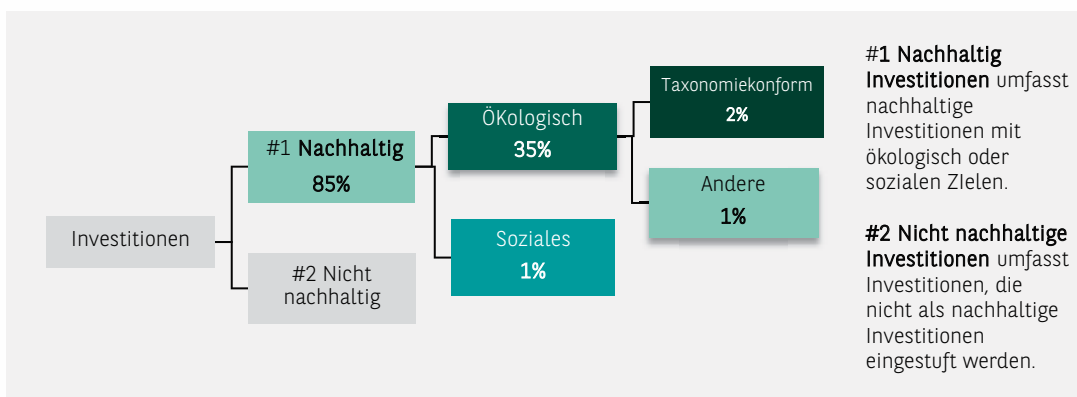 Investitionen
#1 Nachhaltig
85%
#2 Nicht
nachhaltig
Ökologisch
35%
Soziales
1%
Taxonomiekonform
2%
Andere
1%
#1 Nachhaltig
Investitionen umfasst
nachhaltige
Investitionen mit
ökologisch oder
sozialen ZIelen.
#2 Nicht nachhaltige
Investitionen umfasst
Investitionen, die
nicht als nachhaltige
Investitionen
eingestuft werden.